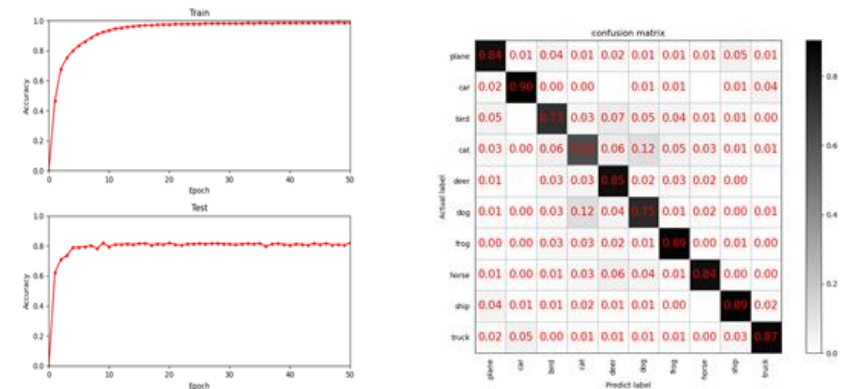 Train
Accuracy
1.0
0.8
0.6
0.4
0.2
0.0
0 10 20 30 40 50
Epoch
Test
Accuracy
1.0
0.8
0.6
0.4
0.2
0.0
0 10 20 30 40 50
Epoch
confusion matrix
Actual label
plane 0.84 0.01 0.04 0.01 0.02 0.01 0.01 0.01 0.05 0.01
car 0.02 0.90 0.00 0.00 0.01 0.01 0.01 0.04
bird 0.05 0.73 0.03 0.07 0.05 0.04 0.01 0.01 0.00
cat 0.03 0.00 0.06 0.06 0.12 0.05 0.03 0.01 0.01
deer 0.01 0.03 0.03 0.85 0.02 0.03 0.02 0.00
dog 0.01 0.00 0.03 0.12 0.04 0.75 0.01 0.02 0.00 0.01
frog 0.00 0.00 0.03 0.03 0.02 0.01 0.89 0.00 0.01 0.00
horse 0.01 0.00 0.01 0.03 0.06 0.04 0.01 0.84 0.00 0.00
ship 0.04 0.01 0.01 0.02 0.01 0.01 0.00 0.89 0.02
truck 0.02 0.05 0.00 0.01 0.01 0.01 0.01 0.00 0.03 0.87
plane car bird cat deer dog frog horse ship truck
Predict label
0.8
0.6
0.4
0.2
0.0